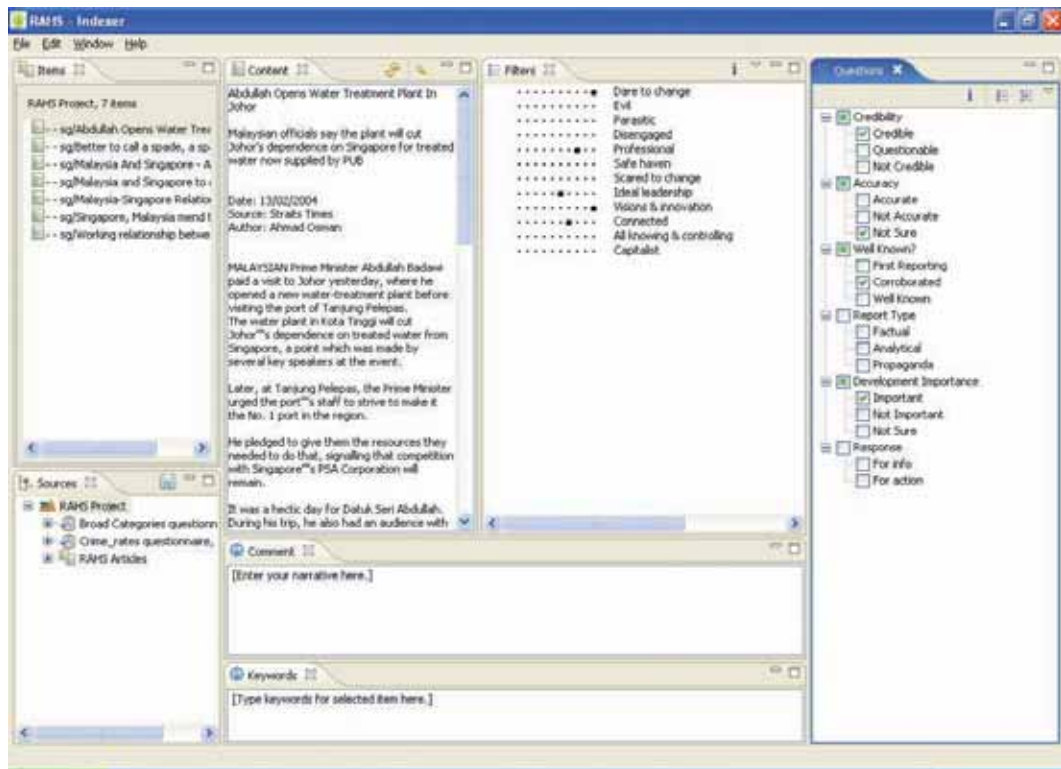 RAHS - Indexer
File Edit Window Help
Items
RAHS Project, 7 items
- - sg/Abdullah Opens Water Trea
- - sg/Better to call a spade, a sp
- - sg/Malaysia And Singapore - A
- - sg/Malaysia and Singapore to
- - sg/Malaysia-Singapore Relatio
- - sg/Singapore, Malaysia mend
- - sg/Working relationship betwe
Sources
RAHS Project
Broad Categories questionn
Crime_rates questionnaire,
RAHS Articles
Content
Abdullah Opens Water Treatment Plant In
Johor
Malaysian officials say the plant will cut
Johor's dependence on Singapore for treated
water now supplied by PUB
Date: 13/02/2004
Source: Straits Times
Author: Ahmad Osman
MALAYSIAN Prime Minister Abdullah Badawi
paid a visit to Johor yesterday, where he
opened a new water-treatment plant before
visiting the port of Tanjung Pelepas.
The water plant in Kota Tinggi will cut
Johor""s dependence on treated water from
Singapore, a point which was made by
several key speakers at the event.
Later, at Tanjung Pelepas, the Prime Minister
urged the port""s staff to strive to make it
the No. 1 port in the region.
He pledged to give them the resources they
needed to do that, signalling that competition
with Singapore""s PSA Corporation will
remain.
It was a hectic day for Datuk Seri Abdullah.
During his trip, he also had an audience with
Filters
Dare to change
Evil
Parasitic
Disengaged
Professional
Safe haven
Scared to change
Ideal leadership
Visions & innovation
Connected
All knowing & controlling
Capitalist
Comment
[Enter your narrative here.]
Keywords
[Type keywords for selected item here.]
Questions
Credibility
Credible
Questionable
Not Credible
Accuracy
Accurate
Not Accurate
Not Sure
Well Known?
First Reporting
Corroborated
Well Known
Report Type
Factual
Analytical
Propaganda
Development Importance
Important
Not Important
Not Sure
Response
For info
For action